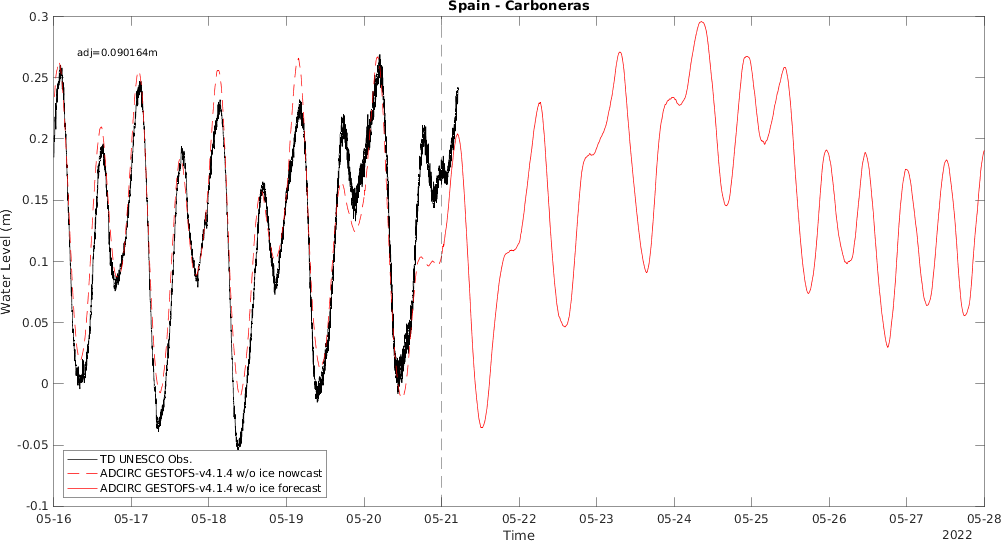 Spain - Carboneras
adj=0.090164m
Water Level (m)
0.3
0.25
0.2
0.15
0.1
0.05
0
-0.05
-0.1
TD UNESCO Obs.
ADCIRC GESTOFS-v4.1.4 w/o ice nowcast
ADCIRC GESTOFS-v4.1.4 w/o ice forecast
05-16 05-17 05-18 05-19 05-20 05-21 05-22 05-23 05-24 05-25 05-26 05-27 05-28
Time
2022